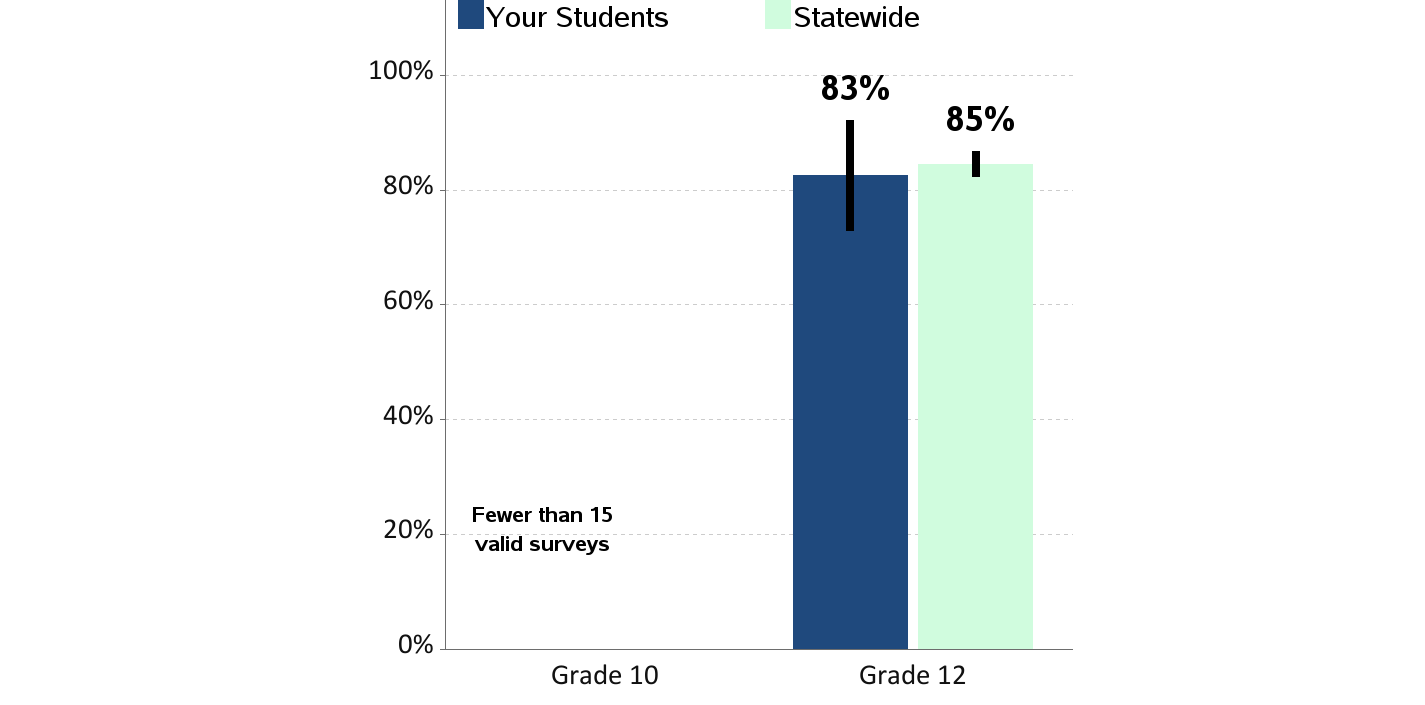 Your Students Statewide
100%
83%
85%
80%
60%
40%
Fewer than 15
20%
valid surveys
0%
Grade 10 Grade 12